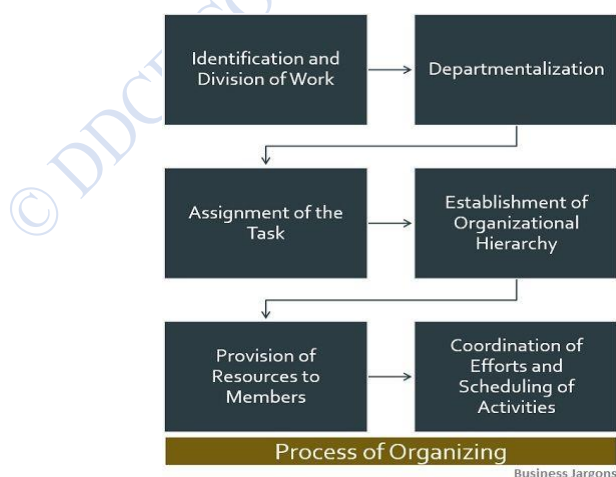 Identification and
Division of Work
Departmentalization
Assignment of the
Task
Establishment of
Organizational
Hierarchy
Provision of
Resources to
Members
Coordination of
Efforts and
Scheduling of
Activities
Process of Organizing
Business Jargons
© DDCE